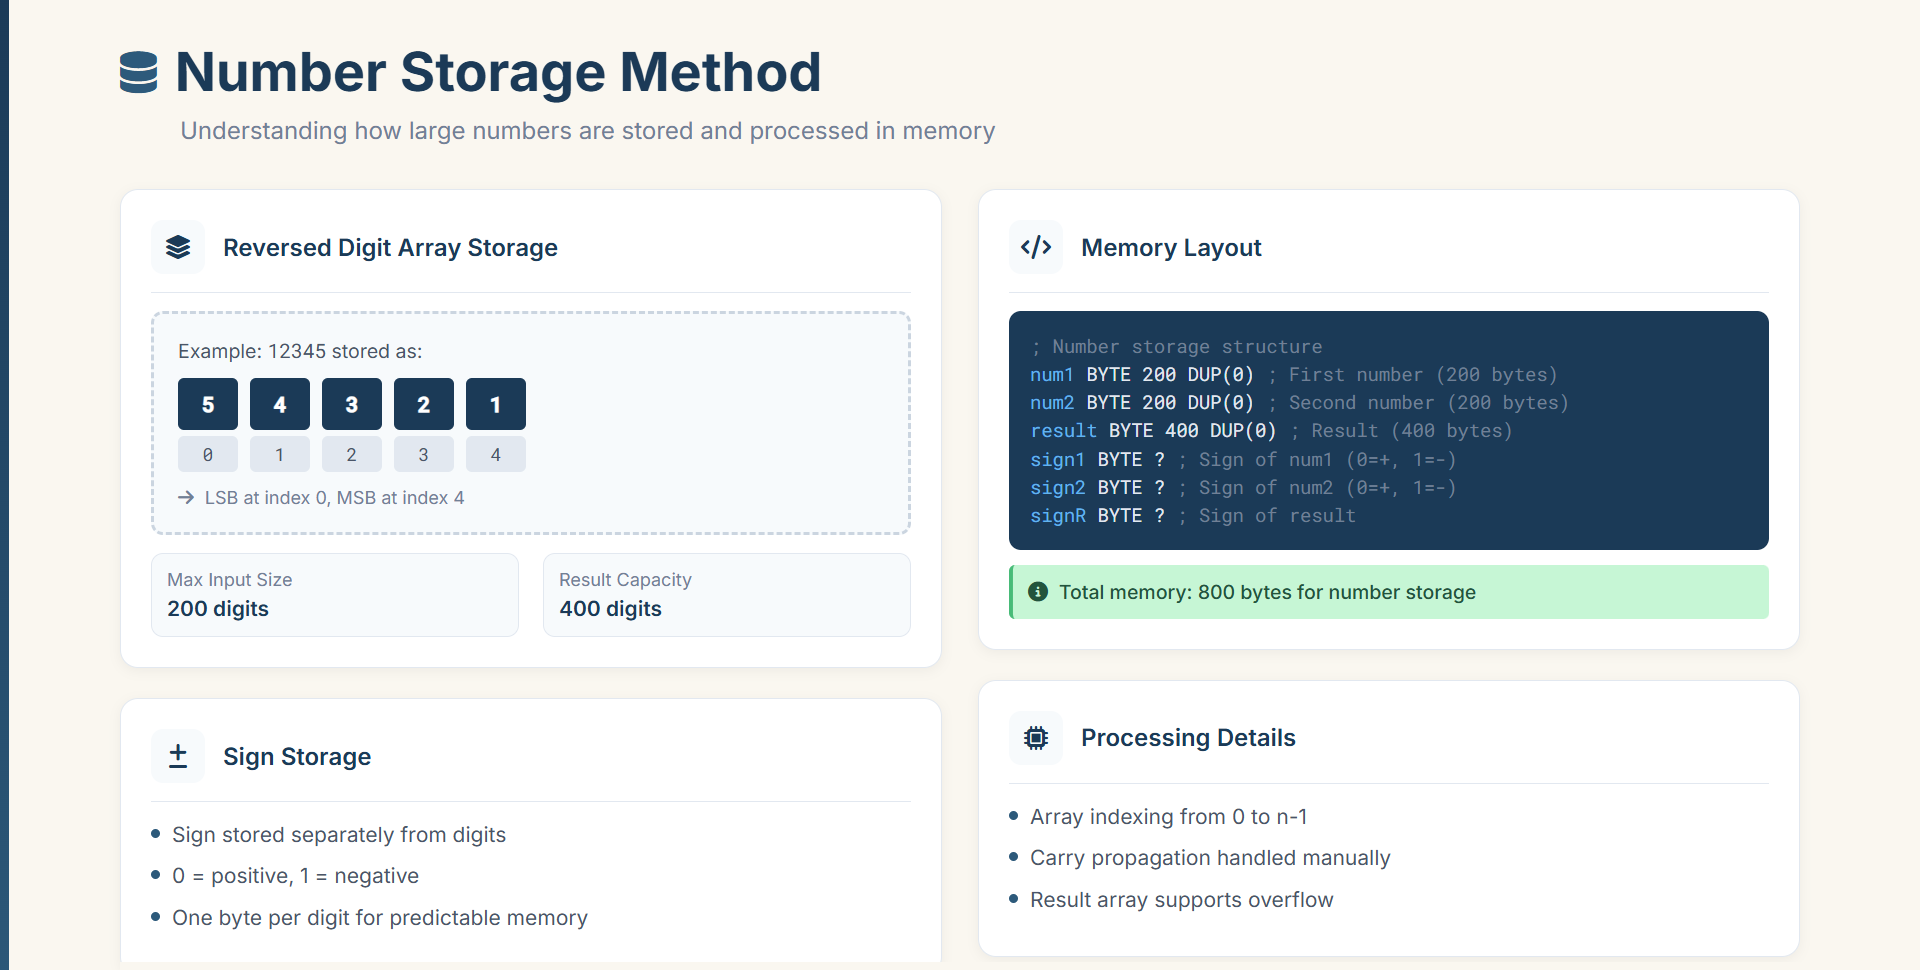 Number Storage Method
Understanding how large numbers are stored and processed in memory
Reversed Digit Array Storage
Example: 12345 stored as:
5 4 3 2 1
0 1 2 3 4
→ LSB at index 0, MSB at index 4
Max Input Size
200 digits
Result Capacity
400 digits
Sign Storage
Sign stored separately from digits
0 = positive, 1 = negative
One byte per digit for predictable memory
Memory Layout
; Number storage structure
num1 BYTE 200 DUP(0) ; First number (200 bytes)
num2 BYTE 200 DUP(0) ; Second number (200 bytes)
result BYTE 400 DUP(0) ; Result (400 bytes)
sign1 BYTE ? ; Sign of num1 (0=+, 1=-)
sign2 BYTE ? ; Sign of num2 (0=+, 1=-)
signR BYTE ? ; Sign of result
Total memory: 800 bytes for number storage
Processing Details
Array indexing from 0 to n-1
Carry propagation handled manually
Result array supports overflow